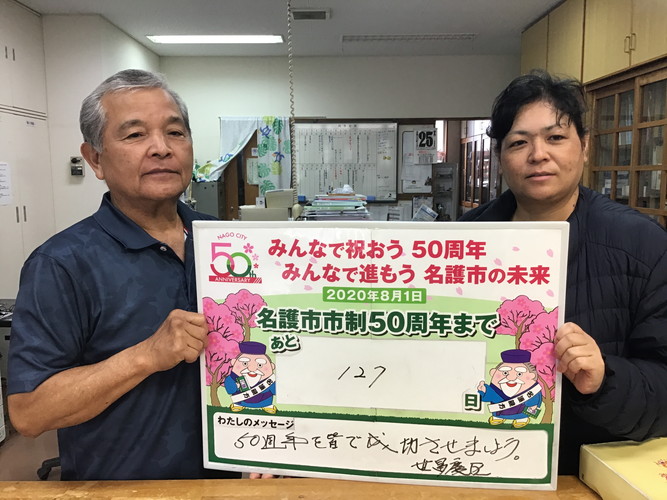 NAGO CITY
50th
ANNIVERSARY
みんなで祝おう 50周年
みんなで進もう 名護市の未来
2020年8月1日
名護市市制50周年まで
あと
127
日
わたしのメッセージ
50周年を皆で成功させましょう。
25